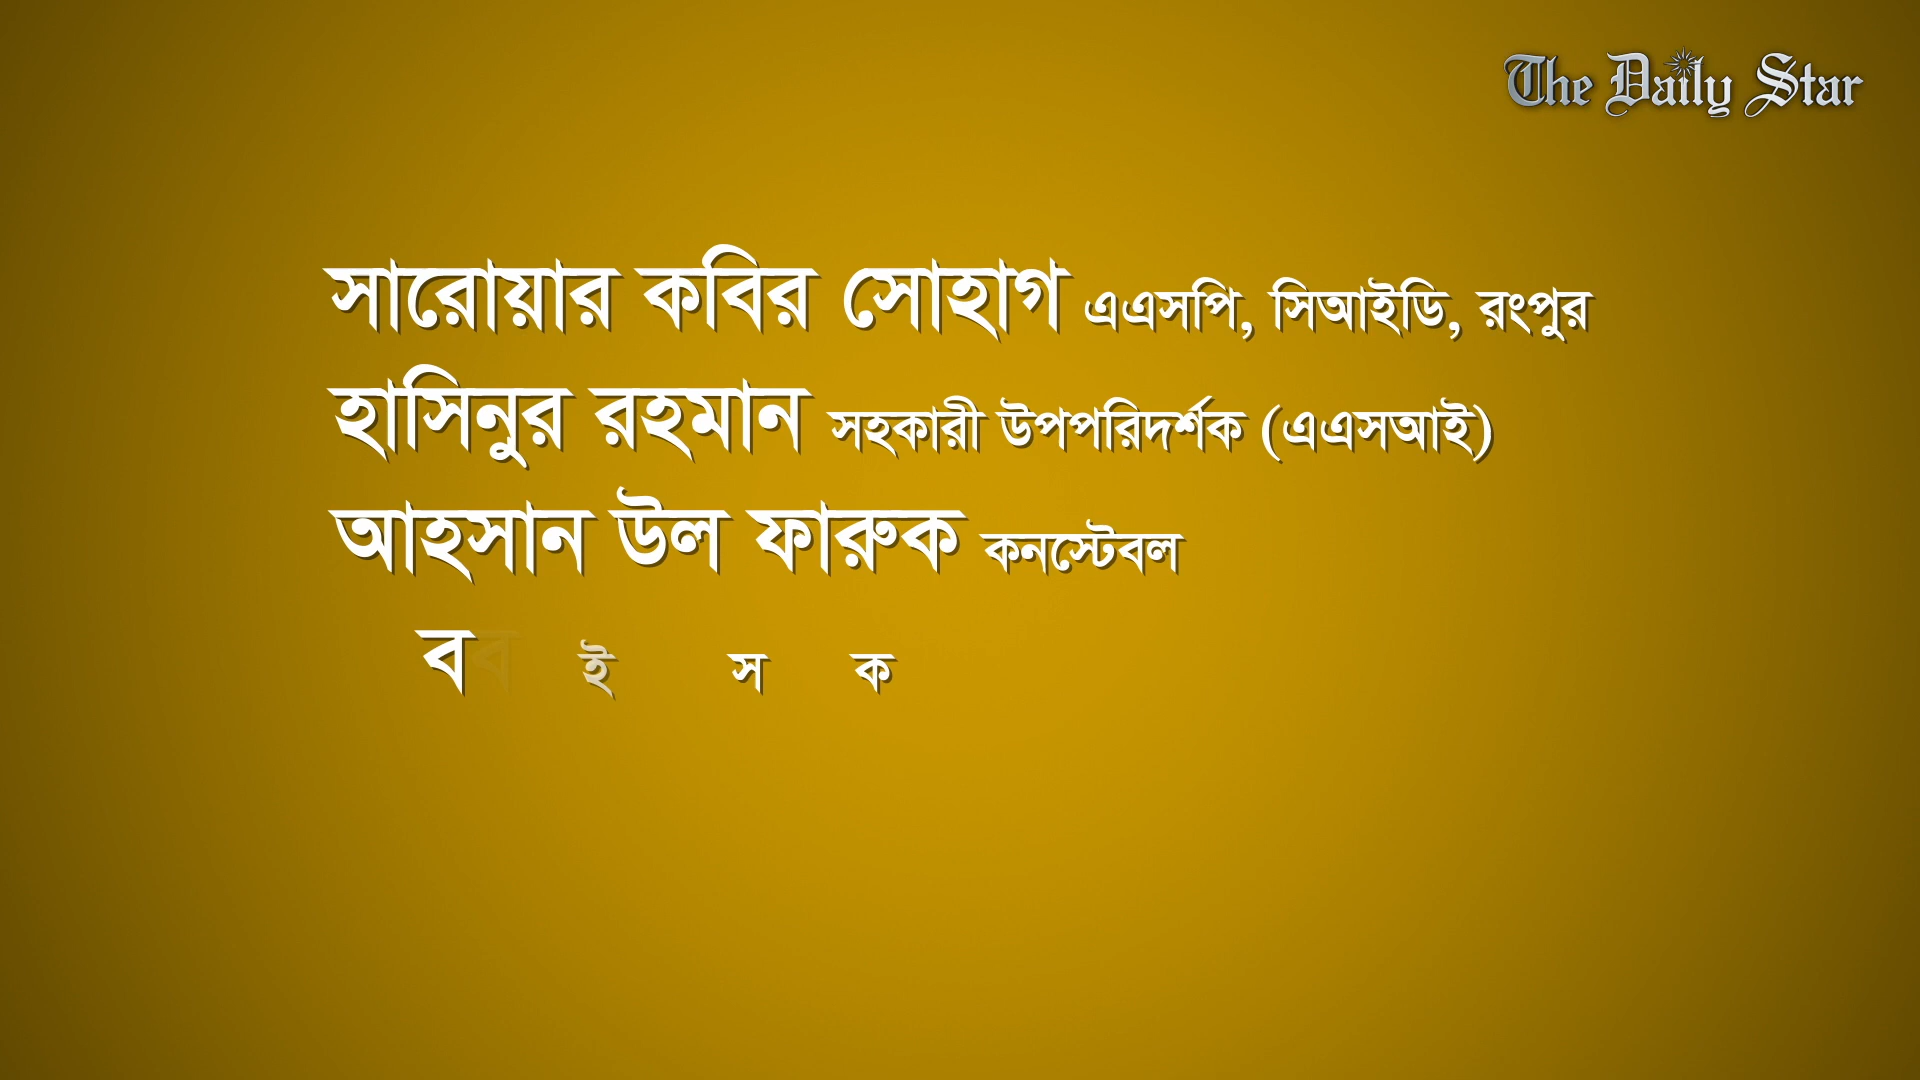 The Daily Star
সারোয়ার কবির সোহাগ এএসপি, সিআইডি, রংপুর
হাসিনুর রহমান সহকারী উপপরিদর্শক (এএসআই)
আহসান উল ফারুক কনস্টেবল
ব ব ই স ক